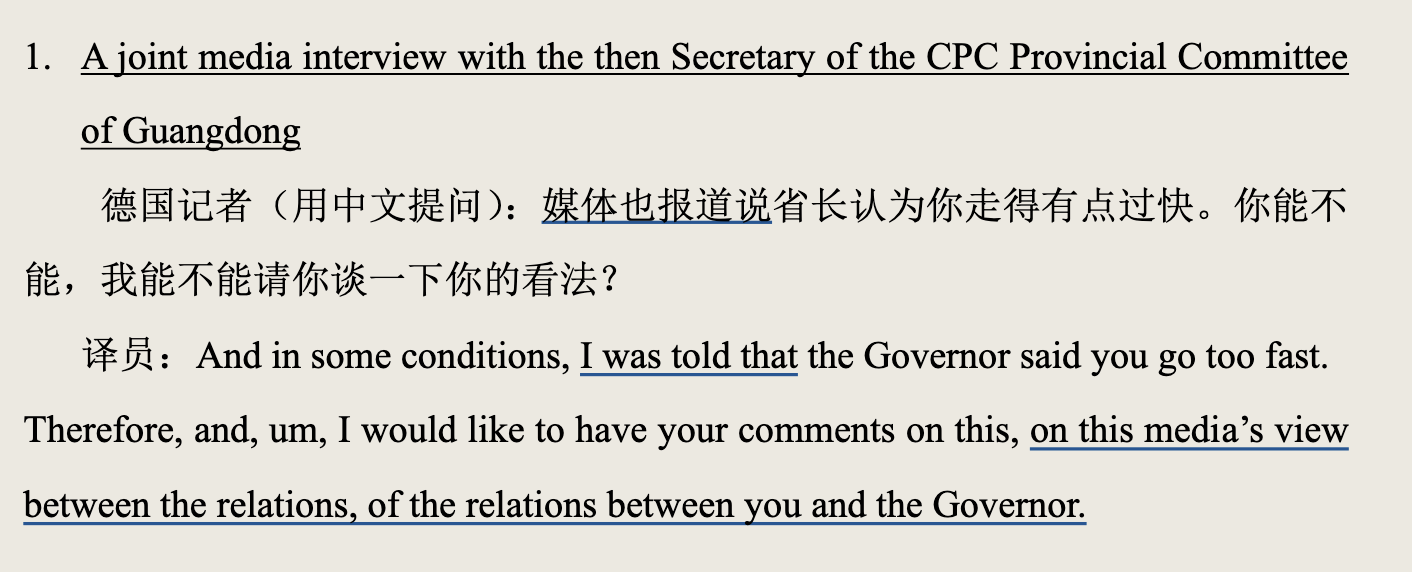 1. A joint media interview with the then Secretary of the CPC Provincial Committee
of Guangdong
德国记者（用中文提问）：媒体也报道说省长认为你走得有点过快。你能不
能，我能不能请你谈一下你的看法？
译员：And in some conditions, I was told that the Governor said you go too fast.
Therefore, and, um, I would like to have your comments on this, on this media’s view
between the relations, of the relations between you and the Governor.